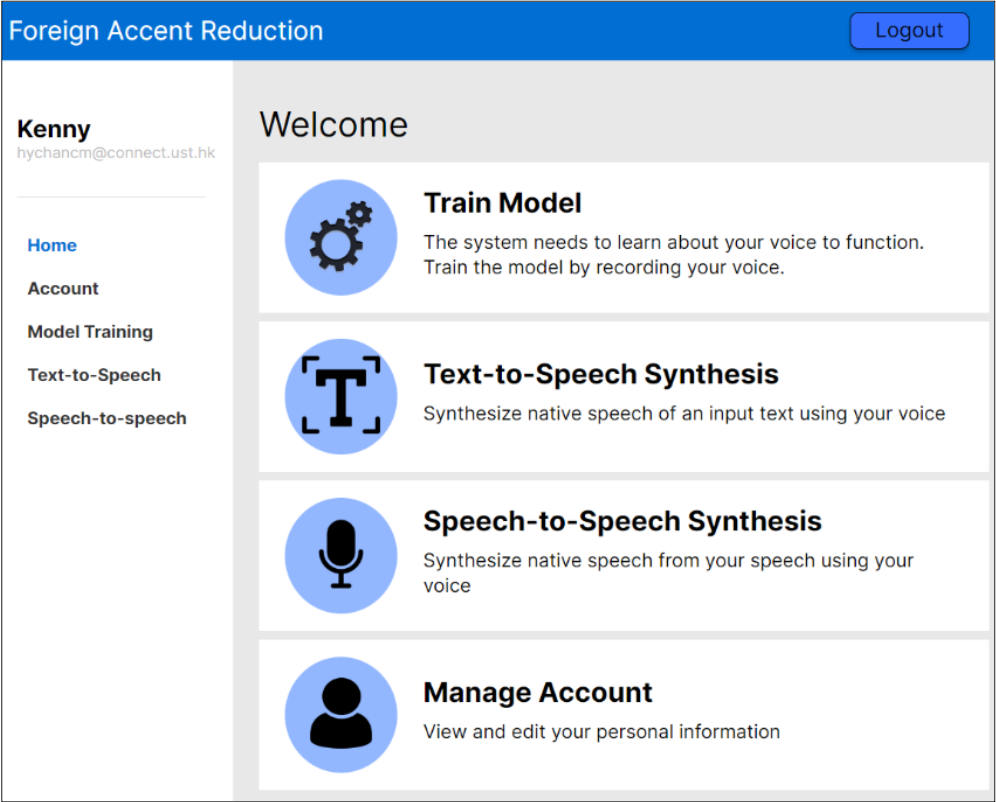 Foreign Accent Reduction
Logout
Kenny
hychancm@connect.ust.hk
Home
Account
Model Training
Text-to-Speech
Speech-to-speech
Welcome
Train Model
The system needs to learn about your voice to function.
Train the model by recording your voice.
Text-to-Speech Synthesis
Synthesize native speech of an input text using your voice
Speech-to-Speech Synthesis
Synthesize native speech from your speech using your
voice
Manage Account
View and edit your personal information